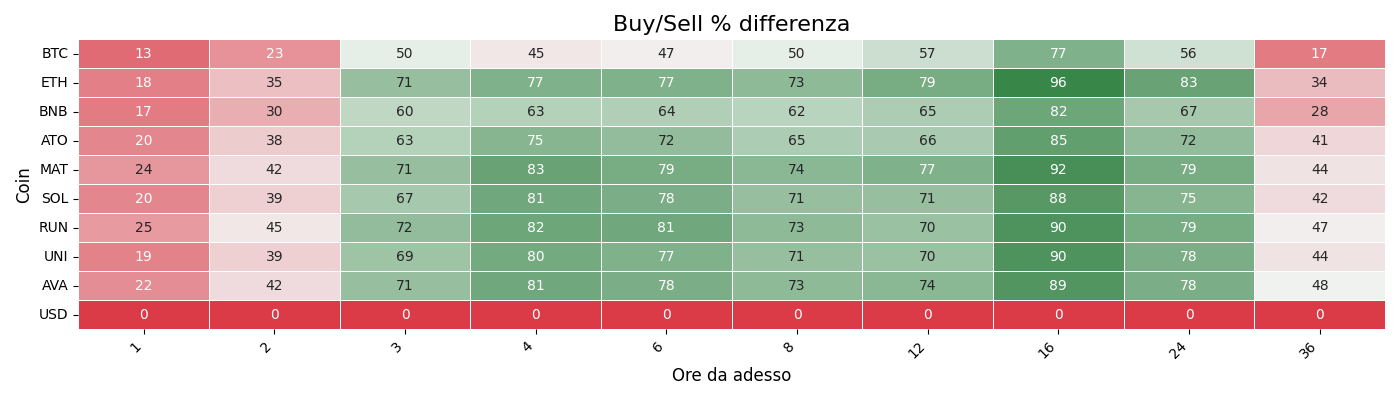 Buy/Sell % differenza
Coin
BTC 13 23 50 45 47 50 57 77 56 17
ETH 18 35 71 77 77 73 79 96 83 34
BNB 17 30 60 63 64 62 65 82 67 28
ATO 20 38 63 75 72 65 66 85 72 41
MAT 24 42 71 83 79 74 77 92 79 44
SOL 20 39 67 81 78 71 71 88 75 42
RUN 25 45 72 82 81 73 70 90 79 47
UNI 19 39 69 80 77 71 70 90 78 44
AVA 22 42 71 81 78 73 74 89 78 48
USD 0 0 0 0 0 0 0 0 0 0
1 2 3 4 6 8 12 16 24 36
Ore da adesso